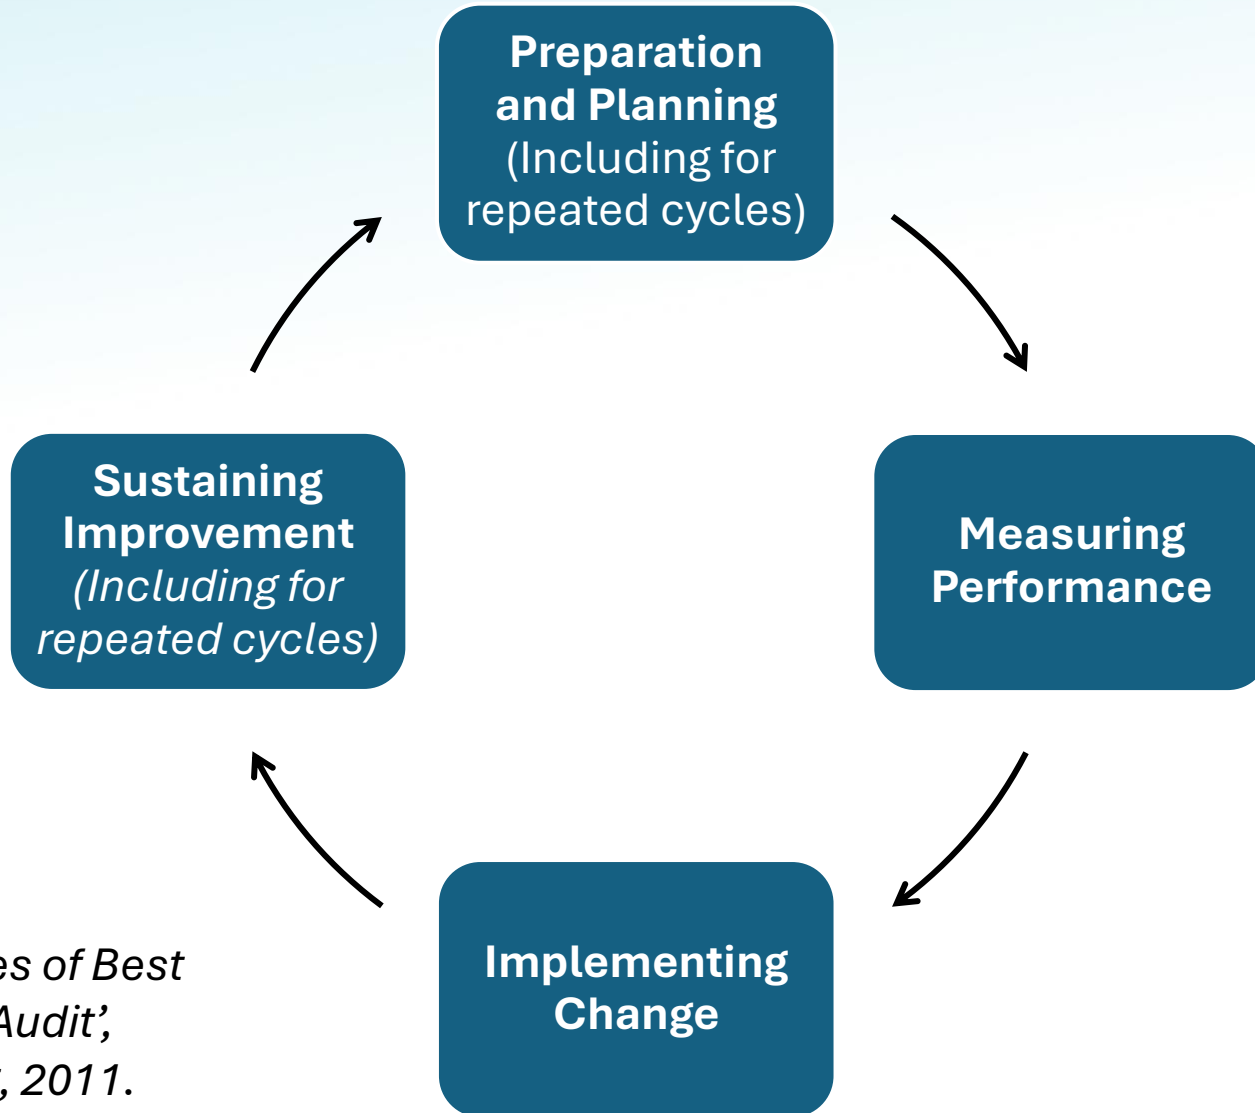 Preparation
and Planning
(Including for
repeated cycles)
Sustaining
Improvement
(Including for
repeated cycles)
Measuring
Performance
Implementing
Change
of Best
Audit’,
2011.